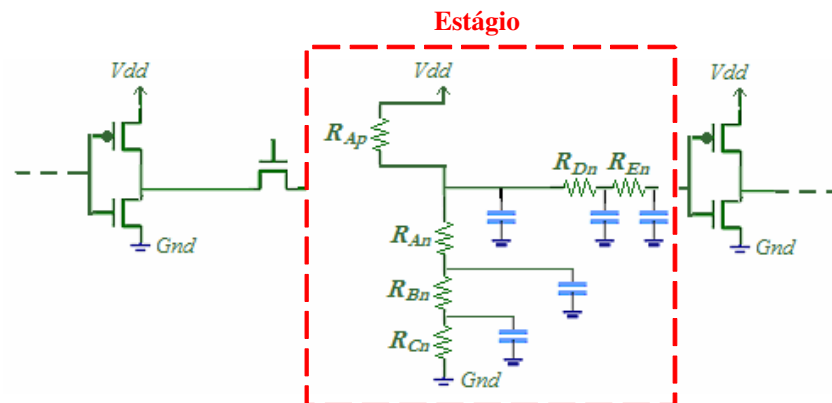 Estágio
Vdd
Vdd
Vdd
R_Ap
R_Dn
R_En
R_An
Gnd
Gnd
R_Bn
R_Cn
Gnd